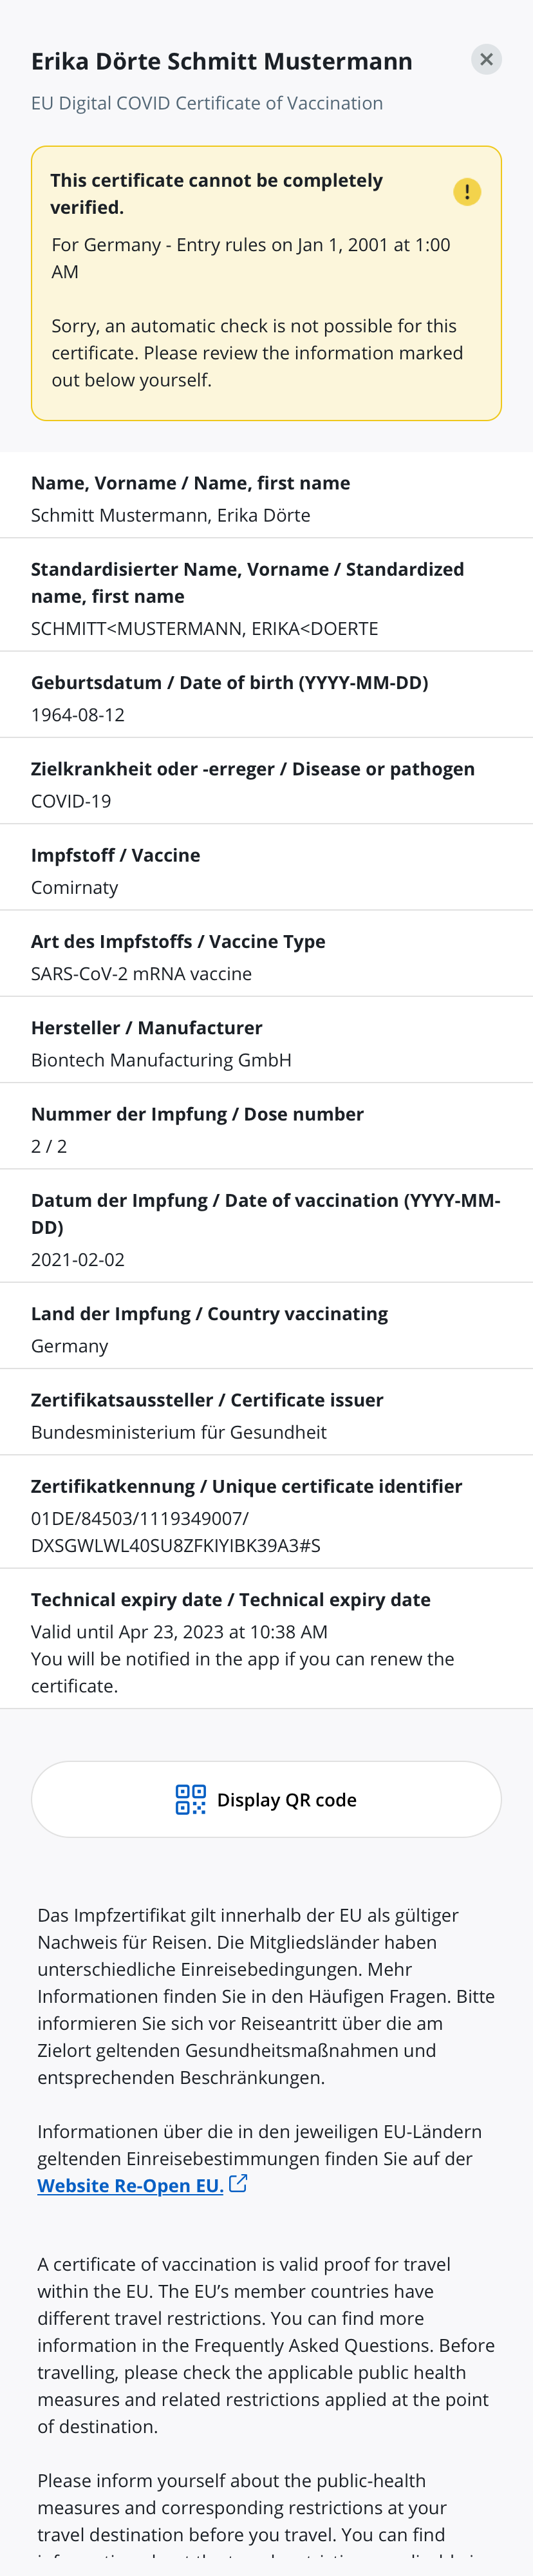 Erika Dörte Schmitt Mustermann
EU Digital COVID Certificate of Vaccination
This certificate cannot be completely
verified.
For Germany - Entry rules on Jan 1, 2001 at 1:00
AM
Sorry, an automatic check is not possible for this
certificate. Please review the information marked
out below yourself.
Name, Vorname / Name, first name
Schmitt Mustermann, Erika Dörte
Standardisierter Name, Vorname / Standardized
name, first name
SCHMITT<MUSTERMANN, ERIKA<DOERTE
Geburtsdatum / Date of birth (YYYY-MM-DD)
1964-08-12
Zielkrankheit oder -erreger / Disease or pathogen
COVID-19
Impfstoff / Vaccine
Comirnaty
Art des Impfstoffs / Vaccine Type
SARS-CoV-2 mRNA vaccine
Hersteller / Manufacturer
Biontech Manufacturing GmbH
Nummer der Impfung / Dose number
2 / 2
Datum der Impfung / Date of vaccination (YYYY-MM-
DD)
2021-02-02
Land der Impfung / Country vaccinating
Germany
Zertifikatsaussteller / Certificate issuer
Bundesministerium für Gesundheit
Zertifikatkennung / Unique certificate identifier
01DE/84503/1119349007/
DXSGWLWL40SU8ZFKIYIBK39A3#S
Technical expiry date / Technical expiry date
Valid until Apr 23, 2023 at 10:38 AM
You will be notified in the app if you can renew the
certificate.
Display QR code
Das Impfzertifikat gilt innerhalb der EU als gültiger
Nachweis für Reisen. Die Mitgliedsländer haben
unterschiedliche Einreisebedingungen. Mehr
Informationen finden Sie in den Häufigen Fragen. Bitte
informieren Sie sich vor Reiseantritt über die am
Zielort geltenden Gesundheitsmaßnahmen und
entsprechenden Beschränkungen.
Informationen über die in den jeweiligen EU-Ländern
geltenden Einreisebestimmungen finden Sie auf der
Website Re-Open EU.
A certificate of vaccination is valid proof for travel
within the EU. The EU’s member countries have
different travel restrictions. You can find more
information in the Frequently Asked Questions. Before
travelling, please check the applicable public health
measures and related restrictions applied at the point
of destination.
Please inform yourself about the public-health
measures and corresponding restrictions at your
travel destination before you travel. You can find